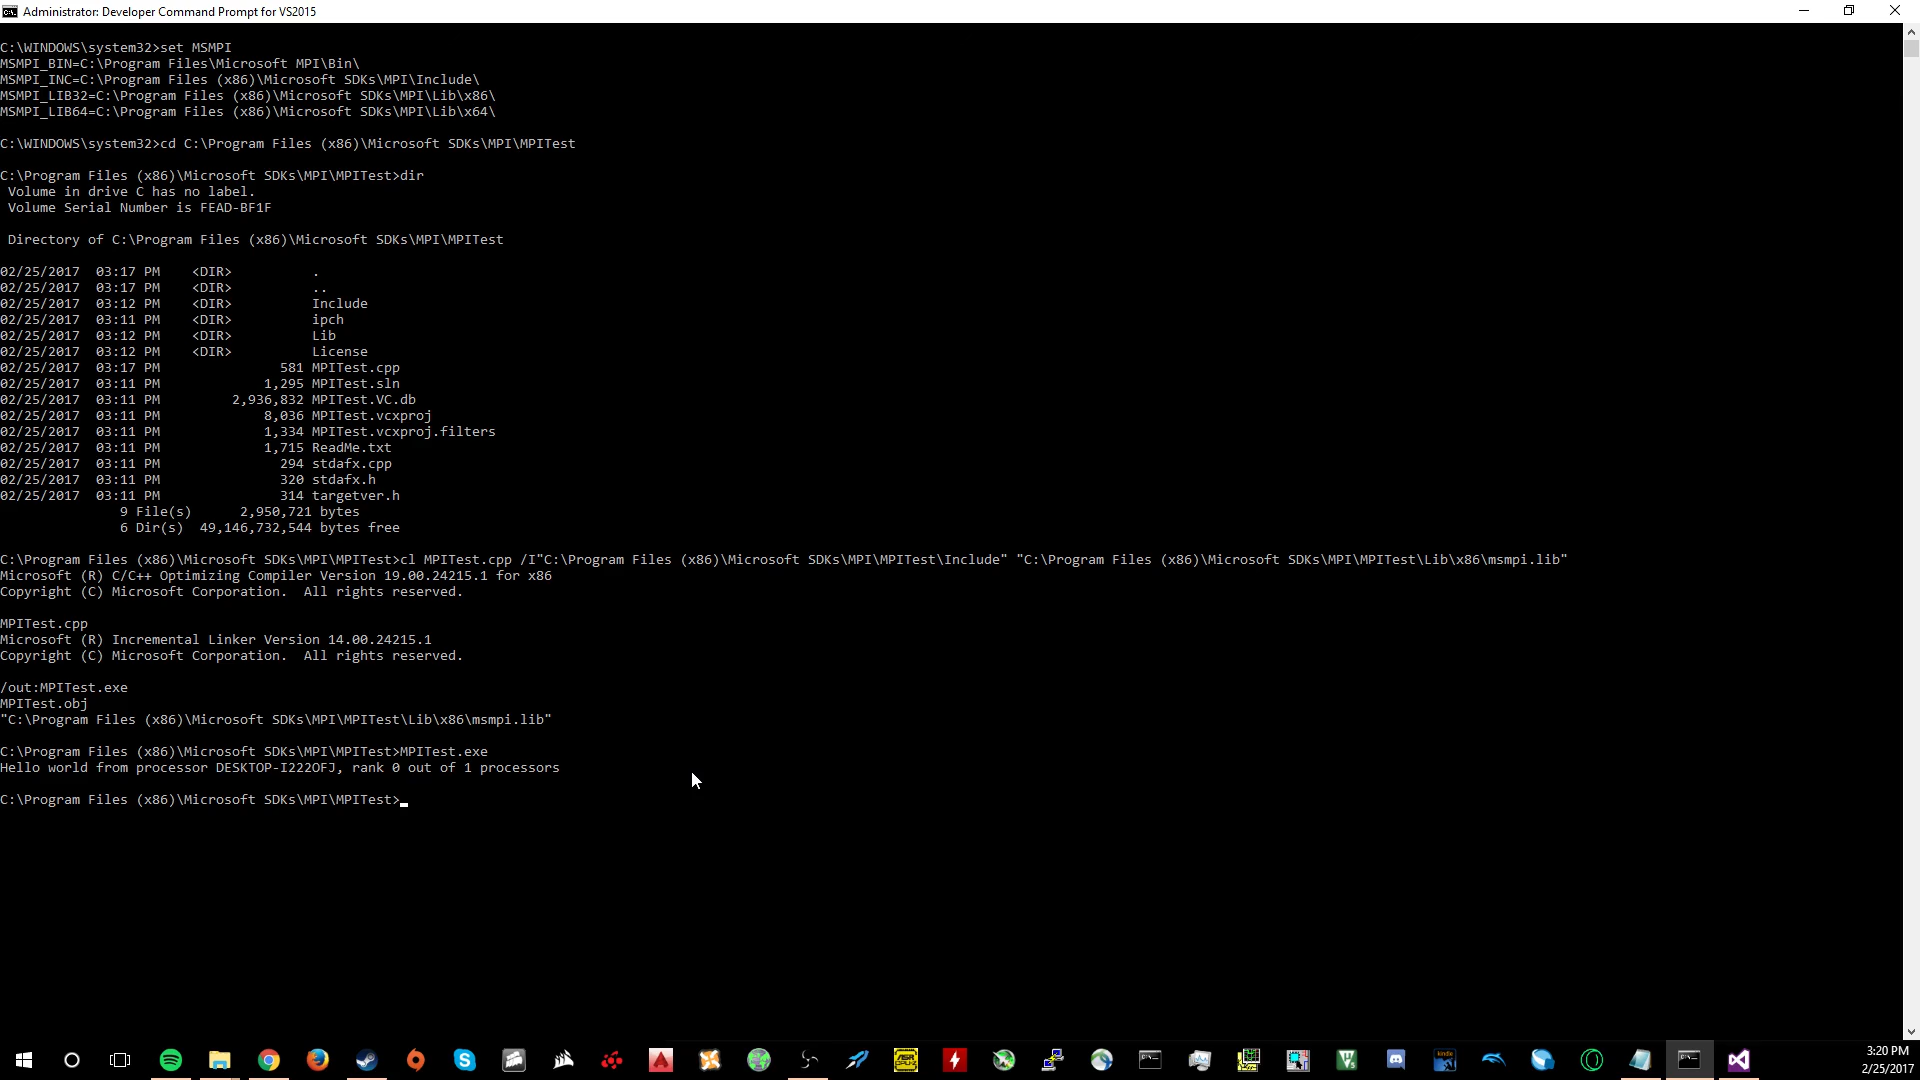 Administrator: Developer Command Prompt for VS2015
C:\WINDOWS\system32>set MSMPI
MSMPI_BIN=C:\Program Files\Microsoft MPI\Bin\
MSMPI_INC=C:\Program Files (x86)\Microsoft SDKs\MPI\Include\
MSMPI_LIB32=C:\Program Files (x86)\Microsoft SDKs\MPI\Lib\x86\
MSMPI_LIB64=C:\Program Files (x86)\Microsoft SDKs\MPI\Lib\x64\
C:\WINDOWS\system32>cd C:\Program Files (x86)\Microsoft SDKs\MPI\MPITest
C:\Program Files (x86)\Microsoft SDKs\MPI\MPITest>dir
Volume in drive C has no label.
Volume Serial Number is FEAD-BF1F
Directory of C:\Program Files (x86)\Microsoft SDKs\MPI\MPITest
02/25/2017  03:17 PM    <DIR>          .
02/25/2017  03:17 PM    <DIR>          ..
02/25/2017  03:12 PM    <DIR>          Include
02/25/2017  03:11 PM    <DIR>          ipch
02/25/2017  03:12 PM    <DIR>          Lib
02/25/2017  03:12 PM    <DIR>          License
02/25/2017  03:17 PM               581 MPITest.cpp
02/25/2017  03:11 PM             1,295 MPITest.sln
02/25/2017  03:11 PM         2,936,832 MPITest.VC.db
02/25/2017  03:11 PM             8,036 MPITest.vcxproj
02/25/2017  03:11 PM             1,334 MPITest.vcxproj.filters
02/25/2017  03:11 PM             1,715 ReadMe.txt
02/25/2017  03:11 PM               294 stdafx.cpp
02/25/2017  03:11 PM               320 stdafx.h
02/25/2017  03:11 PM               314 targetver.h
9 File(s)      2,950,721 bytes
6 Dir(s)  49,146,732,544 bytes free
C:\Program Files (x86)\Microsoft SDKs\MPI\MPITest>cl MPITest.cpp /I"C:\Program Files (x86)\Microsoft SDKs\MPI\MPITest\Include" "C:\Program Files (x86)\Microsoft SDKs\MPI\MPITest\Lib\x86\msmpi.lib"
Microsoft (R) C/C++ Optimizing Compiler Version 19.00.24215.1 for x86
Copyright (C) Microsoft Corporation.  All rights reserved.
MPITest.cpp
Microsoft (R) Incremental Linker Version 14.00.24215.1
Copyright (C) Microsoft Corporation.  All rights reserved.
/out:MPITest.exe
MPITest.obj
"C:\Program Files (x86)\Microsoft SDKs\MPI\MPITest\Lib\x86\msmpi.lib"
C:\Program Files (x86)\Microsoft SDKs\MPI\MPITest>MPITest.exe
Hello world from processor DESKTOP-I222OFJ, rank 0 out of 1 processors
C:\Program Files (x86)\Microsoft SDKs\MPI\MPITest>
3:20 PM
2/25/2017